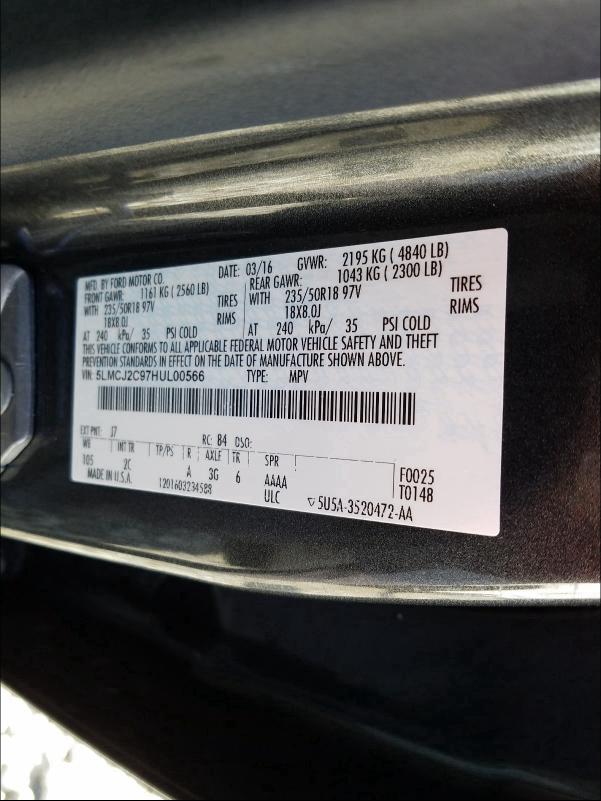 MFD. BY FORD MOTOR CO. DATE: 03/16 GVWR: 2195 KG ( 4840 LB)
FRONT GAWR: 1161 KG ( 2560 LB) REAR GAWR: 1043 KG ( 2300 LB)
WITH 235/50R18 97V TIRES WITH 235/50R18 97V TIRES
18X8.0J RIMS 18X8.0J RIMS
AT 240 kPa/ 35 PSI COLD AT 240 kPa/ 35 PSI COLD
THIS VEHICLE CONFORMS TO ALL APPLICABLE FEDERAL MOTOR VEHICLE SAFETY AND THEFT
PREVENTION STANDARDS IN EFFECT ON THE DATE OF MANUFACTURE SHOWN ABOVE.
VIN: 5LMCJ2C97HUL00566 TYPE: MPV
EXT PNT: J7 RC: 84 DSO:
WB INT TR TP/PS R AXLE TR SPR
105 2C A 3G 6 AAAA F0025
MADE IN U.S.A. 1201603234588 ULC T0148
▽5U5A-3520472-AA